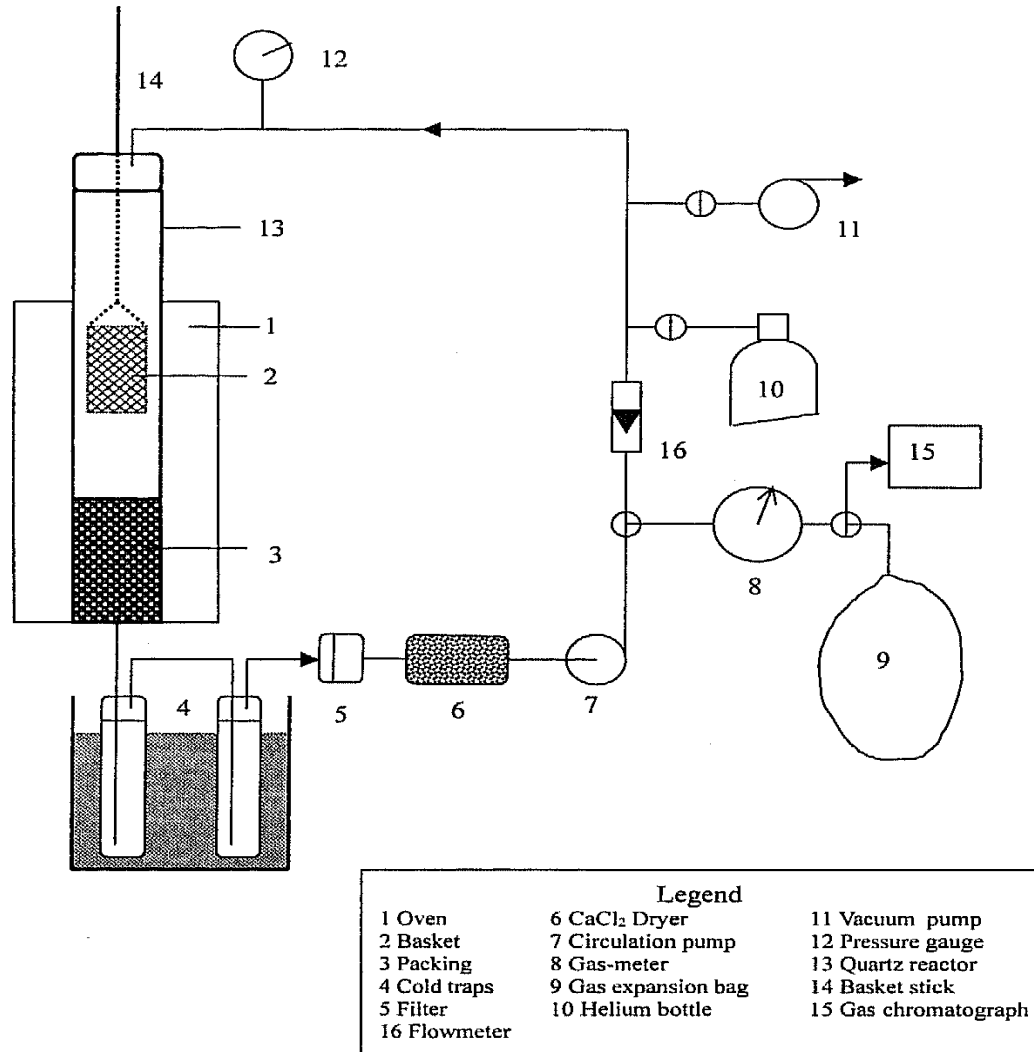 12
14
13
11
1
2
10
16
15
3
8
9
4
5
6
7
Legend
1 Oven 6 CaCl₂ Dryer 11 Vacuum pump
2 Basket 7 Circulation pump 12 Pressure gauge
3 Packing 8 Gas-meter 13 Quartz reactor
4 Cold traps 9 Gas expansion bag 14 Basket stick
5 Filter 10 Helium bottle 15 Gas chromatograph
16 Flowmeter